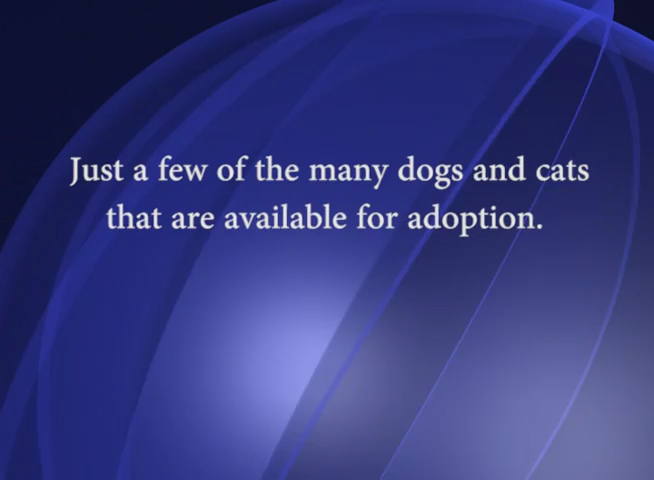 Just a few of the many dogs and cats
that are available for adoption.